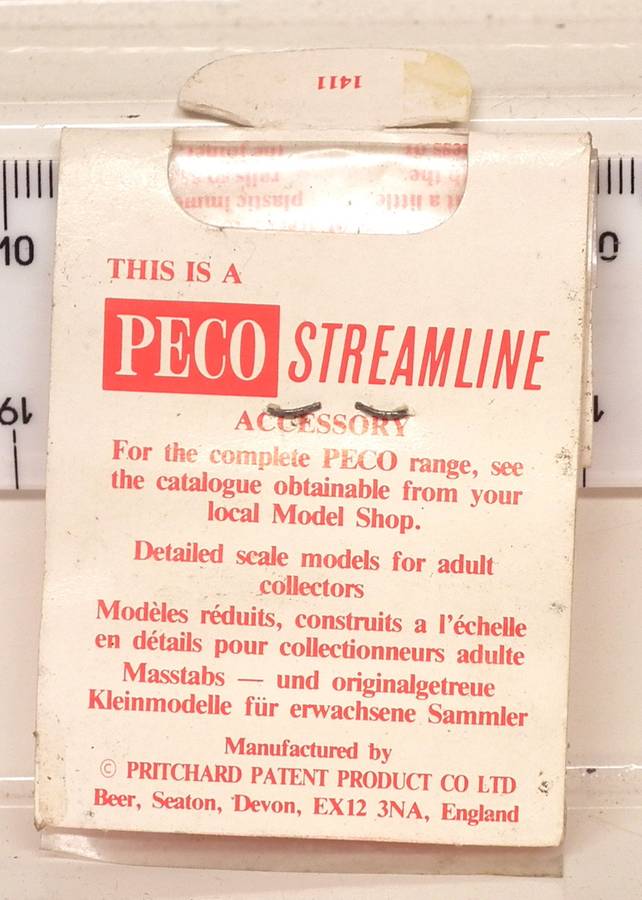 1411
THIS IS A
PECO STREAMLINE
ACCESSORY
For the complete PECO range, see
the catalogue obtainable from your
local Model Shop.
Detailed scale models for adult
collectors
Modèles réduits, construits a l'échelle
en détails pour collectionneurs adulte
Masstabs — und originalgetreue
Kleinmodelle für erwachsene Sammler
Manufactured by
© PRITCHARD PATENT PRODUCT CO LTD
Beer, Seaton, Devon, EX12 3NA, England
10
0